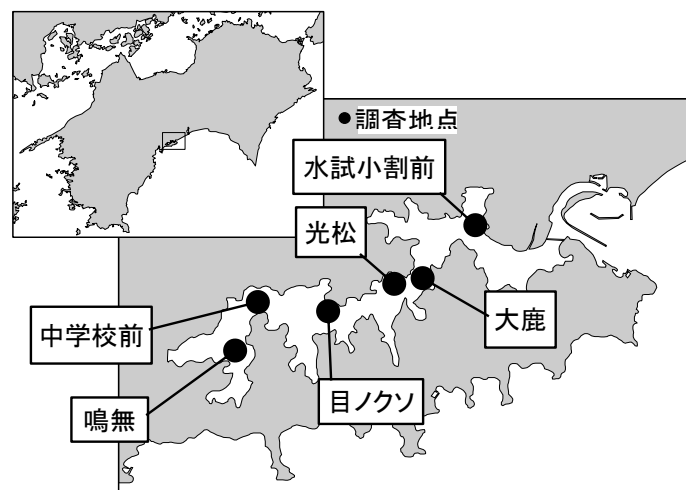 ●調査地点
水試小割前
光松
大鹿
中学校前
目ノクソ
鳴無